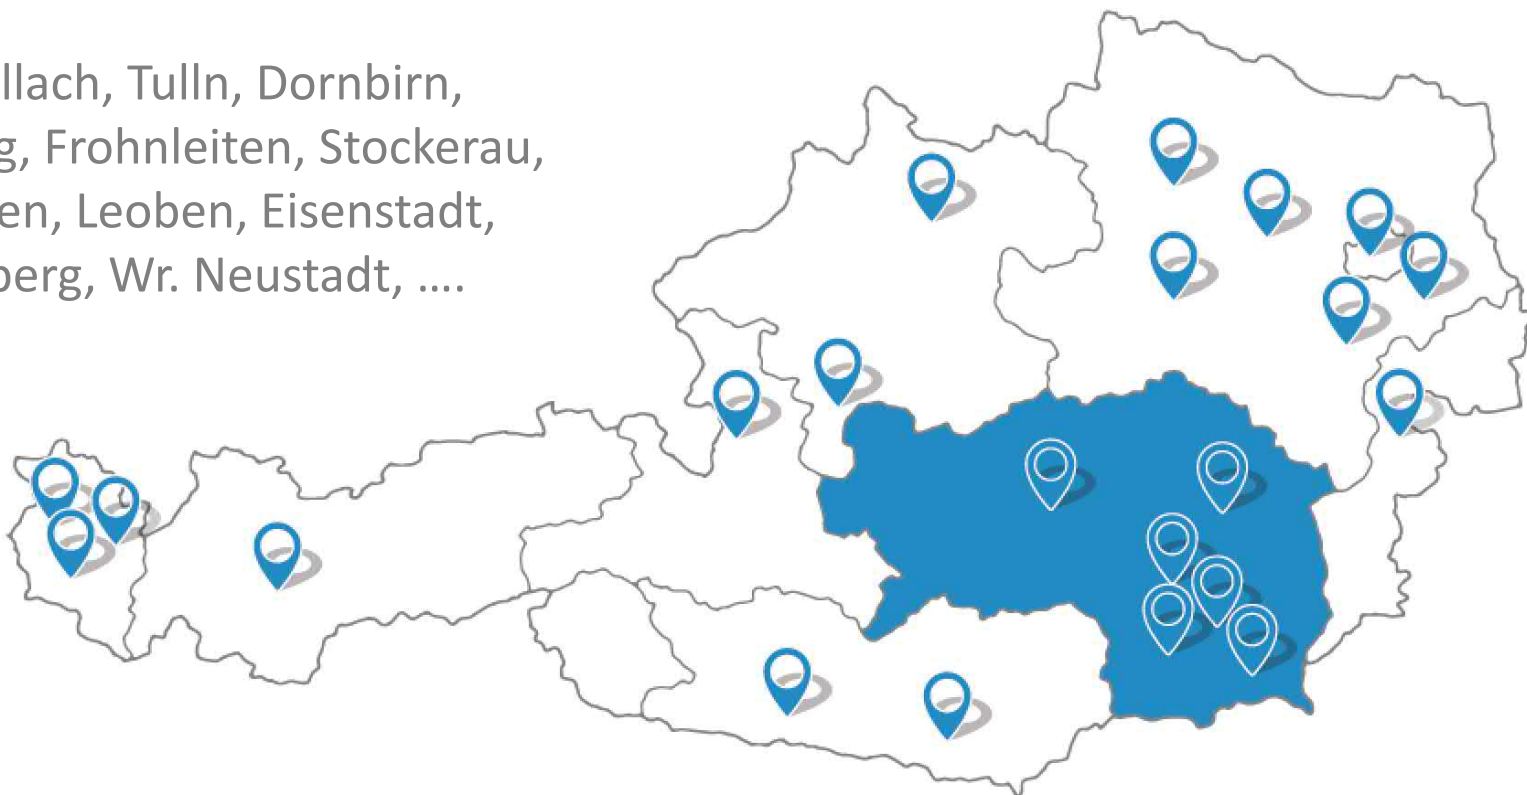 llach, Tulln, Dornbirn,
g, Frohnleiten, Stockerau,
en, Leoben, Eisenstadt,
berg, Wr. Neustadt, ….